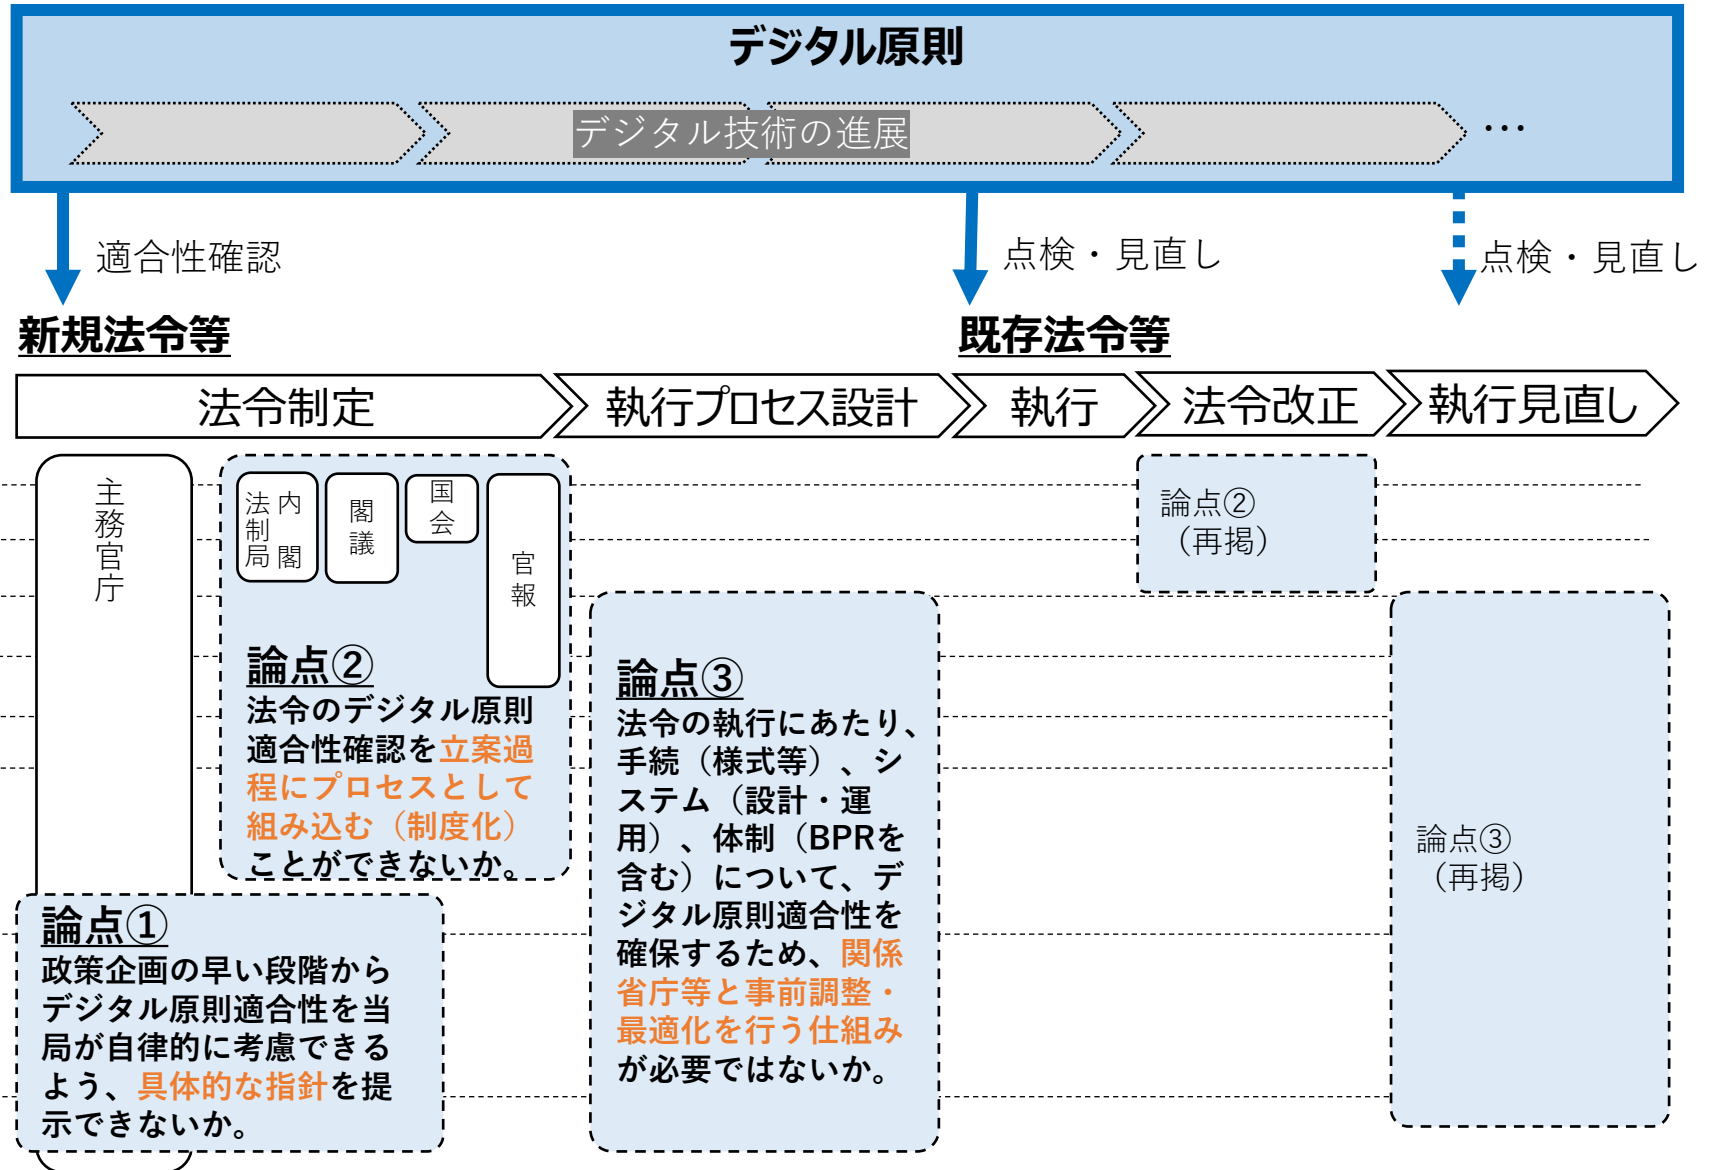 デジタル原則
デジタル技術の進展
…
適合性確認
点検・見直し
点検・見直し
新規法令等
既存法令等
法令制定
執行プロセス設計
執行
法令改正
執行見直し
主務官庁
内閣
法制局
閣議
国会
官報
論点②
法令のデジタル原則
適合性確認を立案過
程にプロセスとして
組み込む（制度化）
ことができないか。
論点①
政策企画の早い段階から
デジタル原則適合性を当
局が自律的に考慮できる
よう、具体的な指針を提
示できないか。
論点③
法令の執行にあたり、
手続（様式等）、シ
ステム（設計・運
用）、体制（BPRを
含む）について、デ
ジタル原則適合性を
確保するため、関係
省庁等と事前調整・
最適化を行う仕組み
が必要ではないか。
論点②
（再掲）
論点③
（再掲）